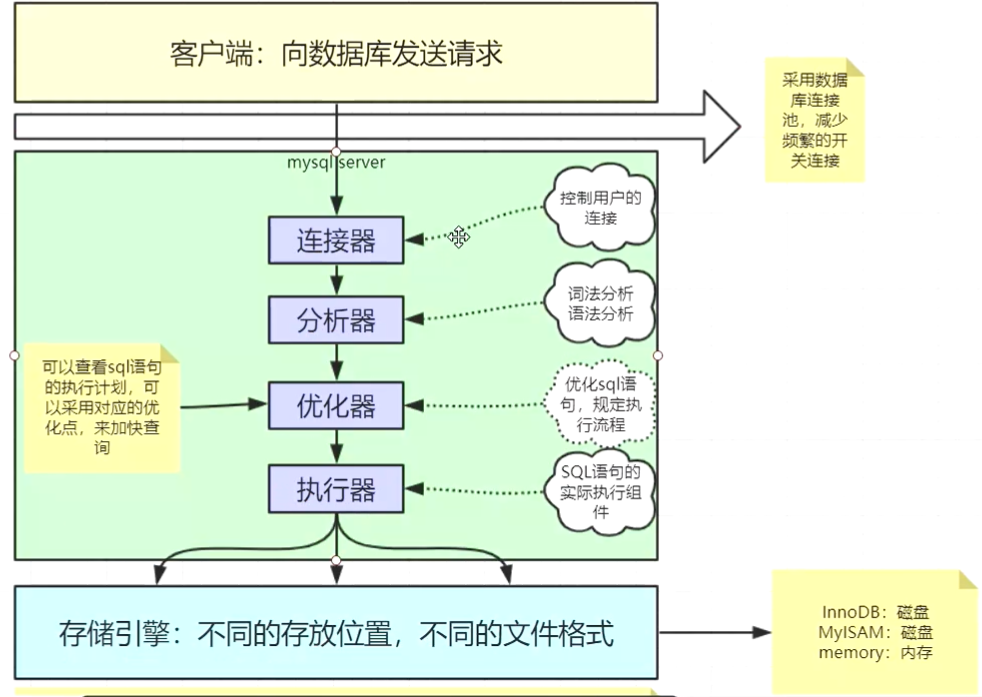 客户端：向数据库发送请求
采用数据
库连接
池，减少
频繁的开
关连接
mysql server
控制用户的
连接
连接器
词法分析
语法分析
分析器
可以查看sql语句
的执行计划，可
以采用对应的优
化点，来加快查
询
优化器
优化sql语
句，规定执
行流程
执行器
SQL语句的
实际执行组
件
存储引擎：不同的存放位置，不同的文件格式
InnoDB：磁盘
MyISAM：磁盘
memory：内存